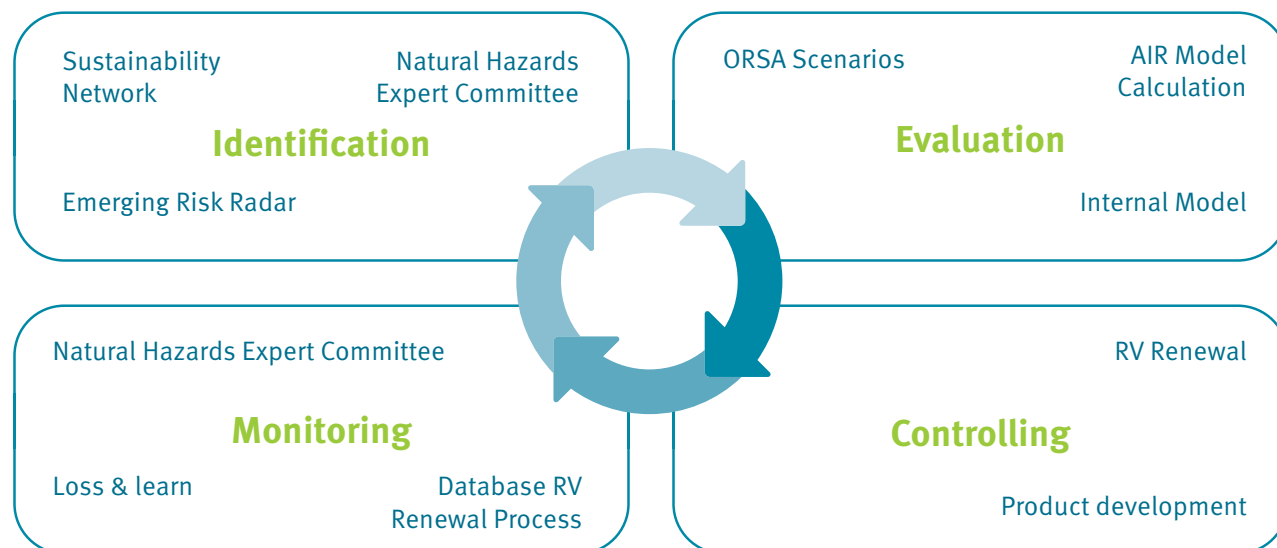 Sustainability
Network
Natural Hazards
Expert Committee
Identification
Emerging Risk Radar
ORSA Scenarios
AIR Model
Calculation
Evaluation
Internal Model
Natural Hazards Expert Committee
Monitoring
Loss & learn
Database RV
Renewal Process
RV Renewal
Controlling
Product development